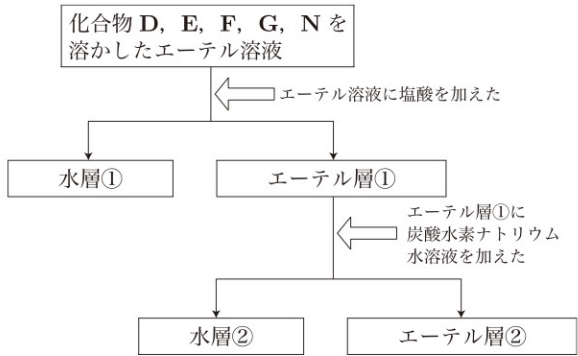 化合物 D, E, F, G, N を
溶かしたエーテル溶液
エーテル溶液に塩酸を加えた
水層①
エーテル層①
エーテル層①に
炭酸水素ナトリウム
水溶液を加えた
水層②
エーテル層②